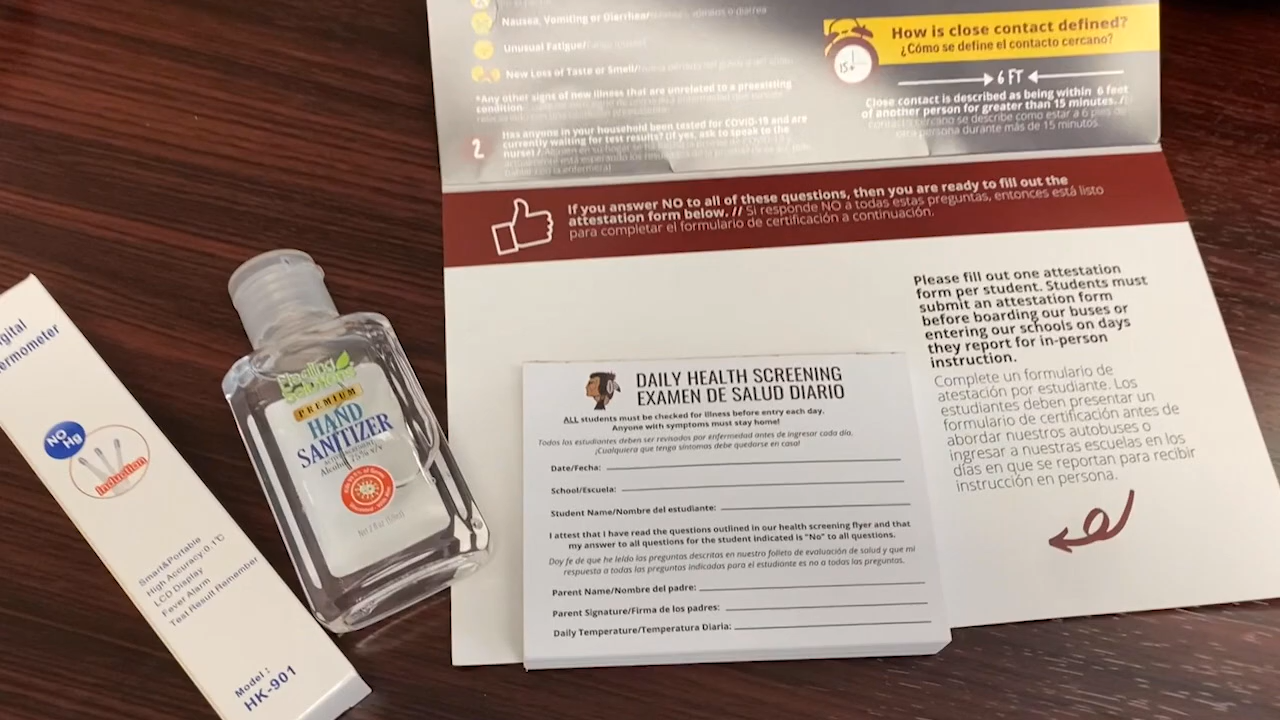 Nausea, Vomiting or Diarrhea/
Unusual Fatigue/
New Loss of Taste or Smell/
*Any other signs of new illness that are unrelated to a preexisting
condition
2
Has anyone in your household been tested for COVID-19 and are
currently waiting for test results? (If yes, ask to speak to the
nurse) /
How is close contact defined?
¿Cómo se define el contacto cercano?
15
6 FT
Close contact is described as being within 6 feet
of another person for greater than 15 minutes. /
contacto cercano se describe como estar a 6 pies de
persona durante más de 15 minutos.
If you answer NO to all of these questions, then you are ready to fill out the
attestation form below. // Si responde NO a todas estas preguntas, entonces está listo
para completar el formulario de certificación a continuación.
Please fill out one attestation
form per student. Students must
submit an attestation form
before boarding our buses or
entering our schools on days
they report for in-person
instruction.
Complete un formulario de
atestación por estudiante. Los
estudiantes deben presentar un
formulario de certificación antes de
abordar nuestros autobuses o
ingresar a nuestras escuelas en los
días en que se reportan para recibir
instrucción en persona.
DAILY HEALTH SCREENING
EXAMEN DE SALUD DIARIO
ALL students must be checked for illness before entry each day.
Anyone with symptoms must stay home!
Todos los estudiantes deben ser revisados por enfermedad antes de ingresar cada día.
¡Cualquiera que tenga síntomas debe quedarse en casa!
Date/Fecha:
School/Escuela:
Student Name/Nombre del estudiante:
I attest that I have read the questions outlined in our health screening flyer and that
my answer to all questions for the student indicated is "No" to all questions.
Doy fe de que he leído las preguntas descritas en nuestro folleto de evaluación de salud y que mi
respuesta a todas las preguntas indicadas para el estudiante es no a todas las preguntas.
Parent Name/Nombre del padre:
Parent Signature/Firma de los padres:
Daily Temperature/Temperatura Diaria:
Healing
Solutions
PREMIUM
HAND
SANITIZER
Alcohol 75% v/v
Net 2 fl oz
igital
ermometer
NO
Hg
Induction
Smart&Portable
High Accuracy:0.1℃
LCD Display
Fever Alarm
Test Result Remember
Model :
HK-901